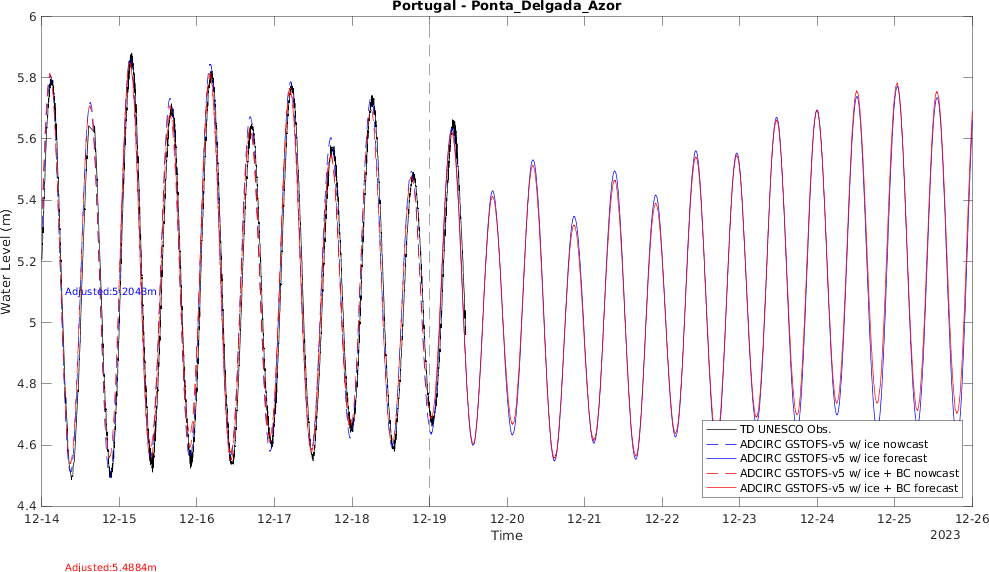 Portugal - Ponta_Delgada_Azor
6
5.8
5.6
5.4
5.2
5
4.8
4.6
4.4
Water Level (m)
Adjusted:5.2043m
TD UNESCO Obs.
ADCIRC GSTOFS-v5 w/ ice nowcast
ADCIRC GSTOFS-v5 w/ ice forecast
ADCIRC GSTOFS-v5 w/ ice + BC nowcast
ADCIRC GSTOFS-v5 w/ ice + BC forecast
12-14 12-15 12-16 12-17 12-18 12-19 12-20 12-21 12-22 12-23 12-24 12-25 12-26
Time
2023
Adjusted:5.4884m